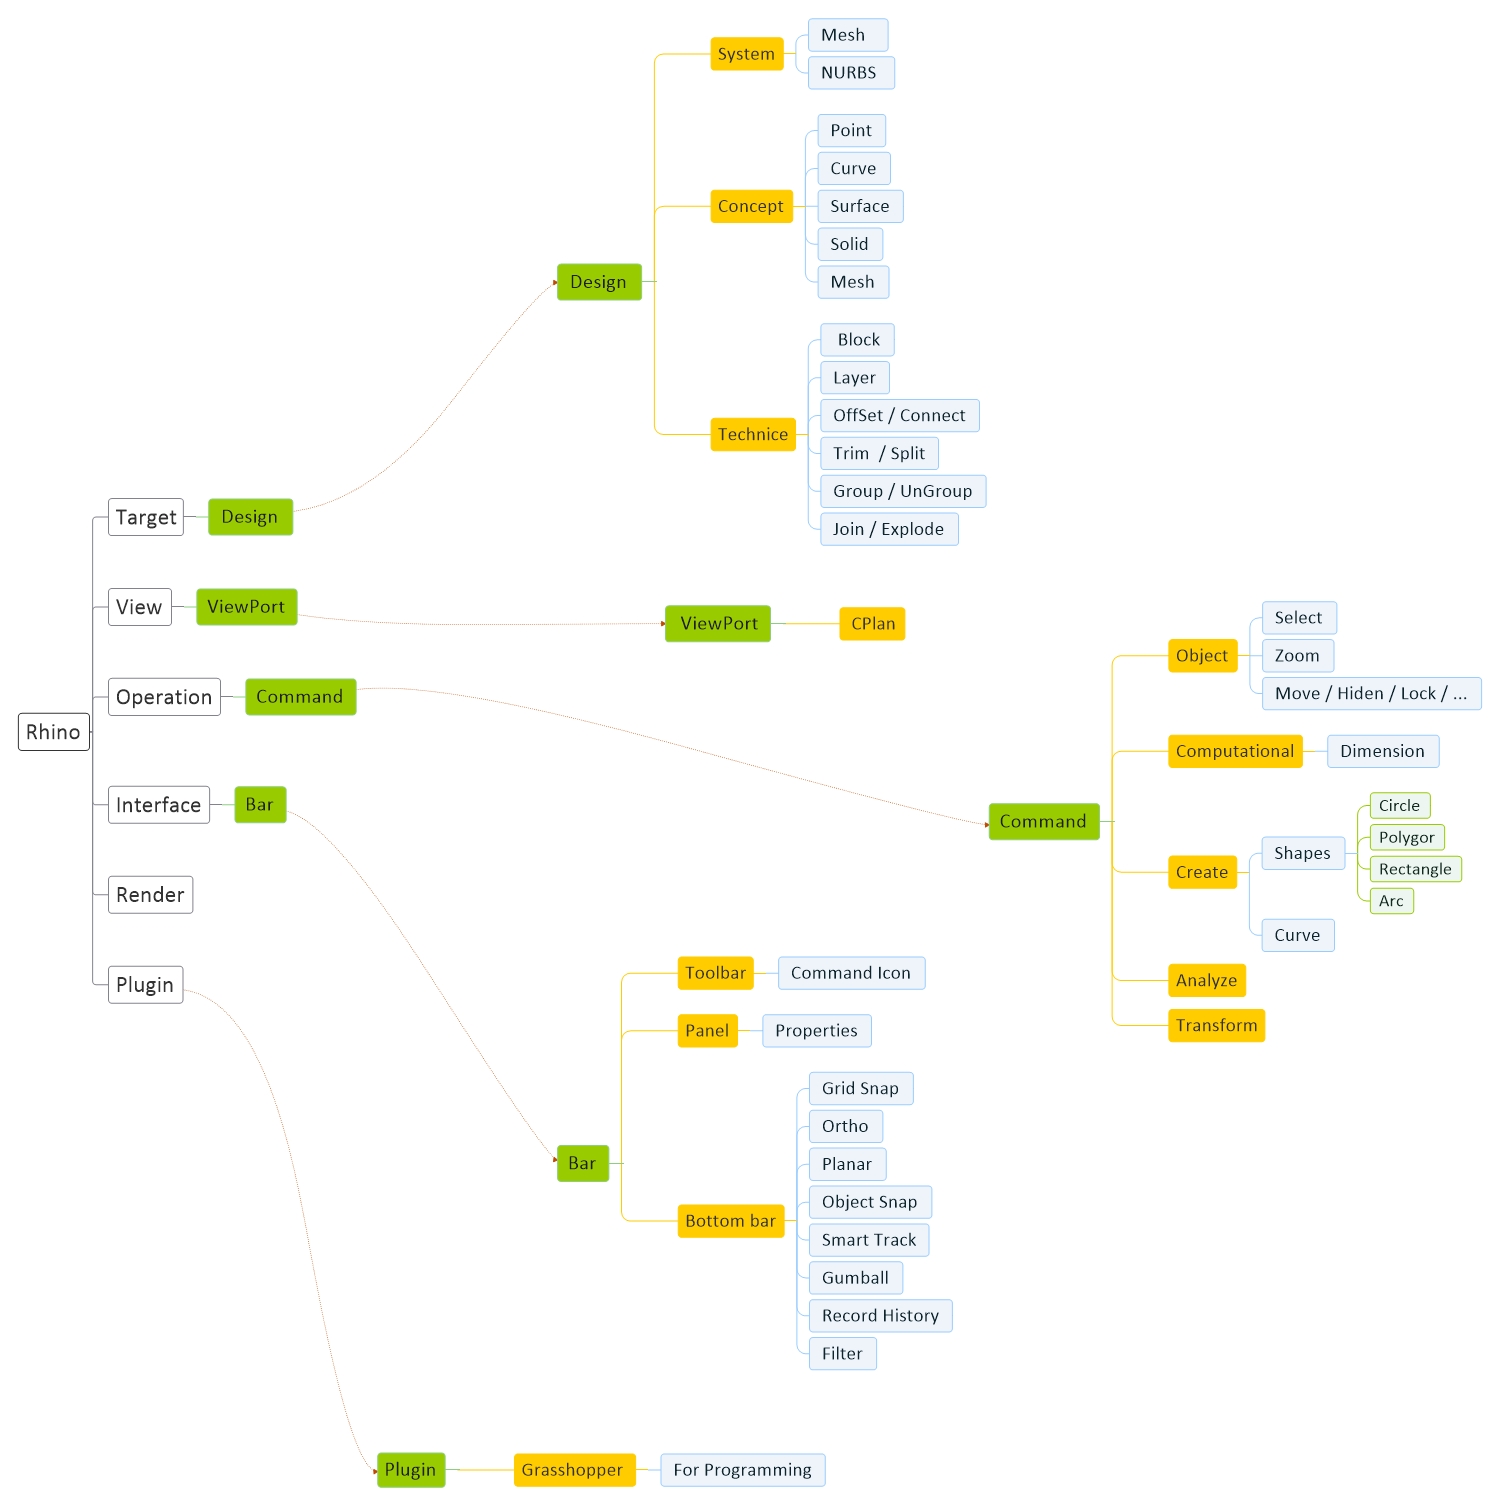 System
Mesh
NURBS
Concept
Point
Curve
Surface
Solid
Mesh
Design
Technice
Block
Layer
OffSet / Connect
Trim / Split
Group / UnGroup
Join / Explode
Rhino
Target
Design
View
ViewPort
ViewPort
CPlan
Operation
Command
Command
Object
Select
Zoom
Move / Hiden / Lock / ...
Computational
Dimension
Create
Shapes
Circle
Polygor
Rectangle
Arc
Curve
Analyze
Transform
Interface
Bar
Render
Plugin
Bar
Toolbar
Command Icon
Panel
Properties
Bottom bar
Grid Snap
Ortho
Planar
Object Snap
Smart Track
Gumball
Record History
Filter
Plugin
Grasshopper
For Programming